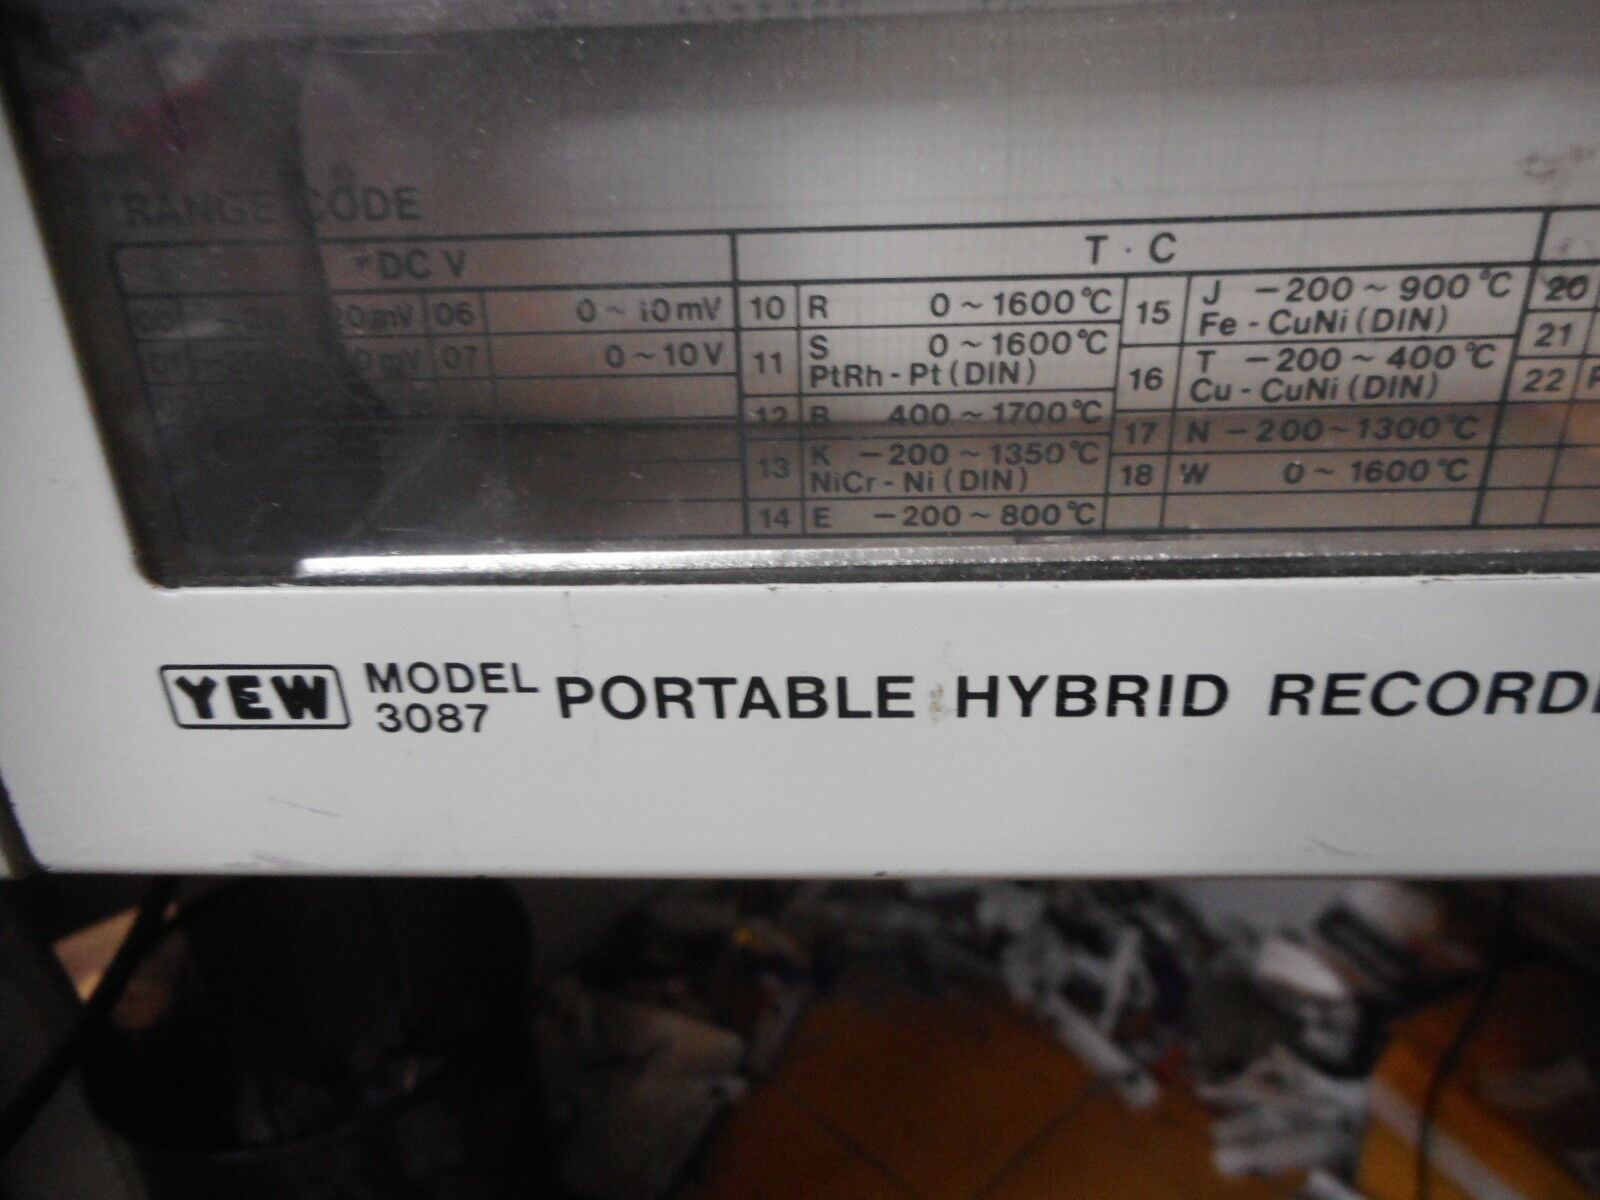 RANGE CODE
DC V
T · C
20mV 06 0 ~ 10mV
07 0 ~ 10V
10 R 0 ~ 1600°C
11 S 0 ~ 1600°C
PtRh - Pt (DIN)
12 B 400 ~ 1700°C
13 K -200 ~ 1350°C
NiCr - Ni (DIN)
14 E -200 ~ 800°C
15 J -200 ~ 900°C
Fe - CuNi (DIN)
16 T -200 ~ 400°C
Cu - CuNi (DIN)
17 N -200 ~ 1300°C
18 W 0 ~ 1600°C
20
21
22
YEW MODEL 3087 PORTABLE HYBRID RECORD